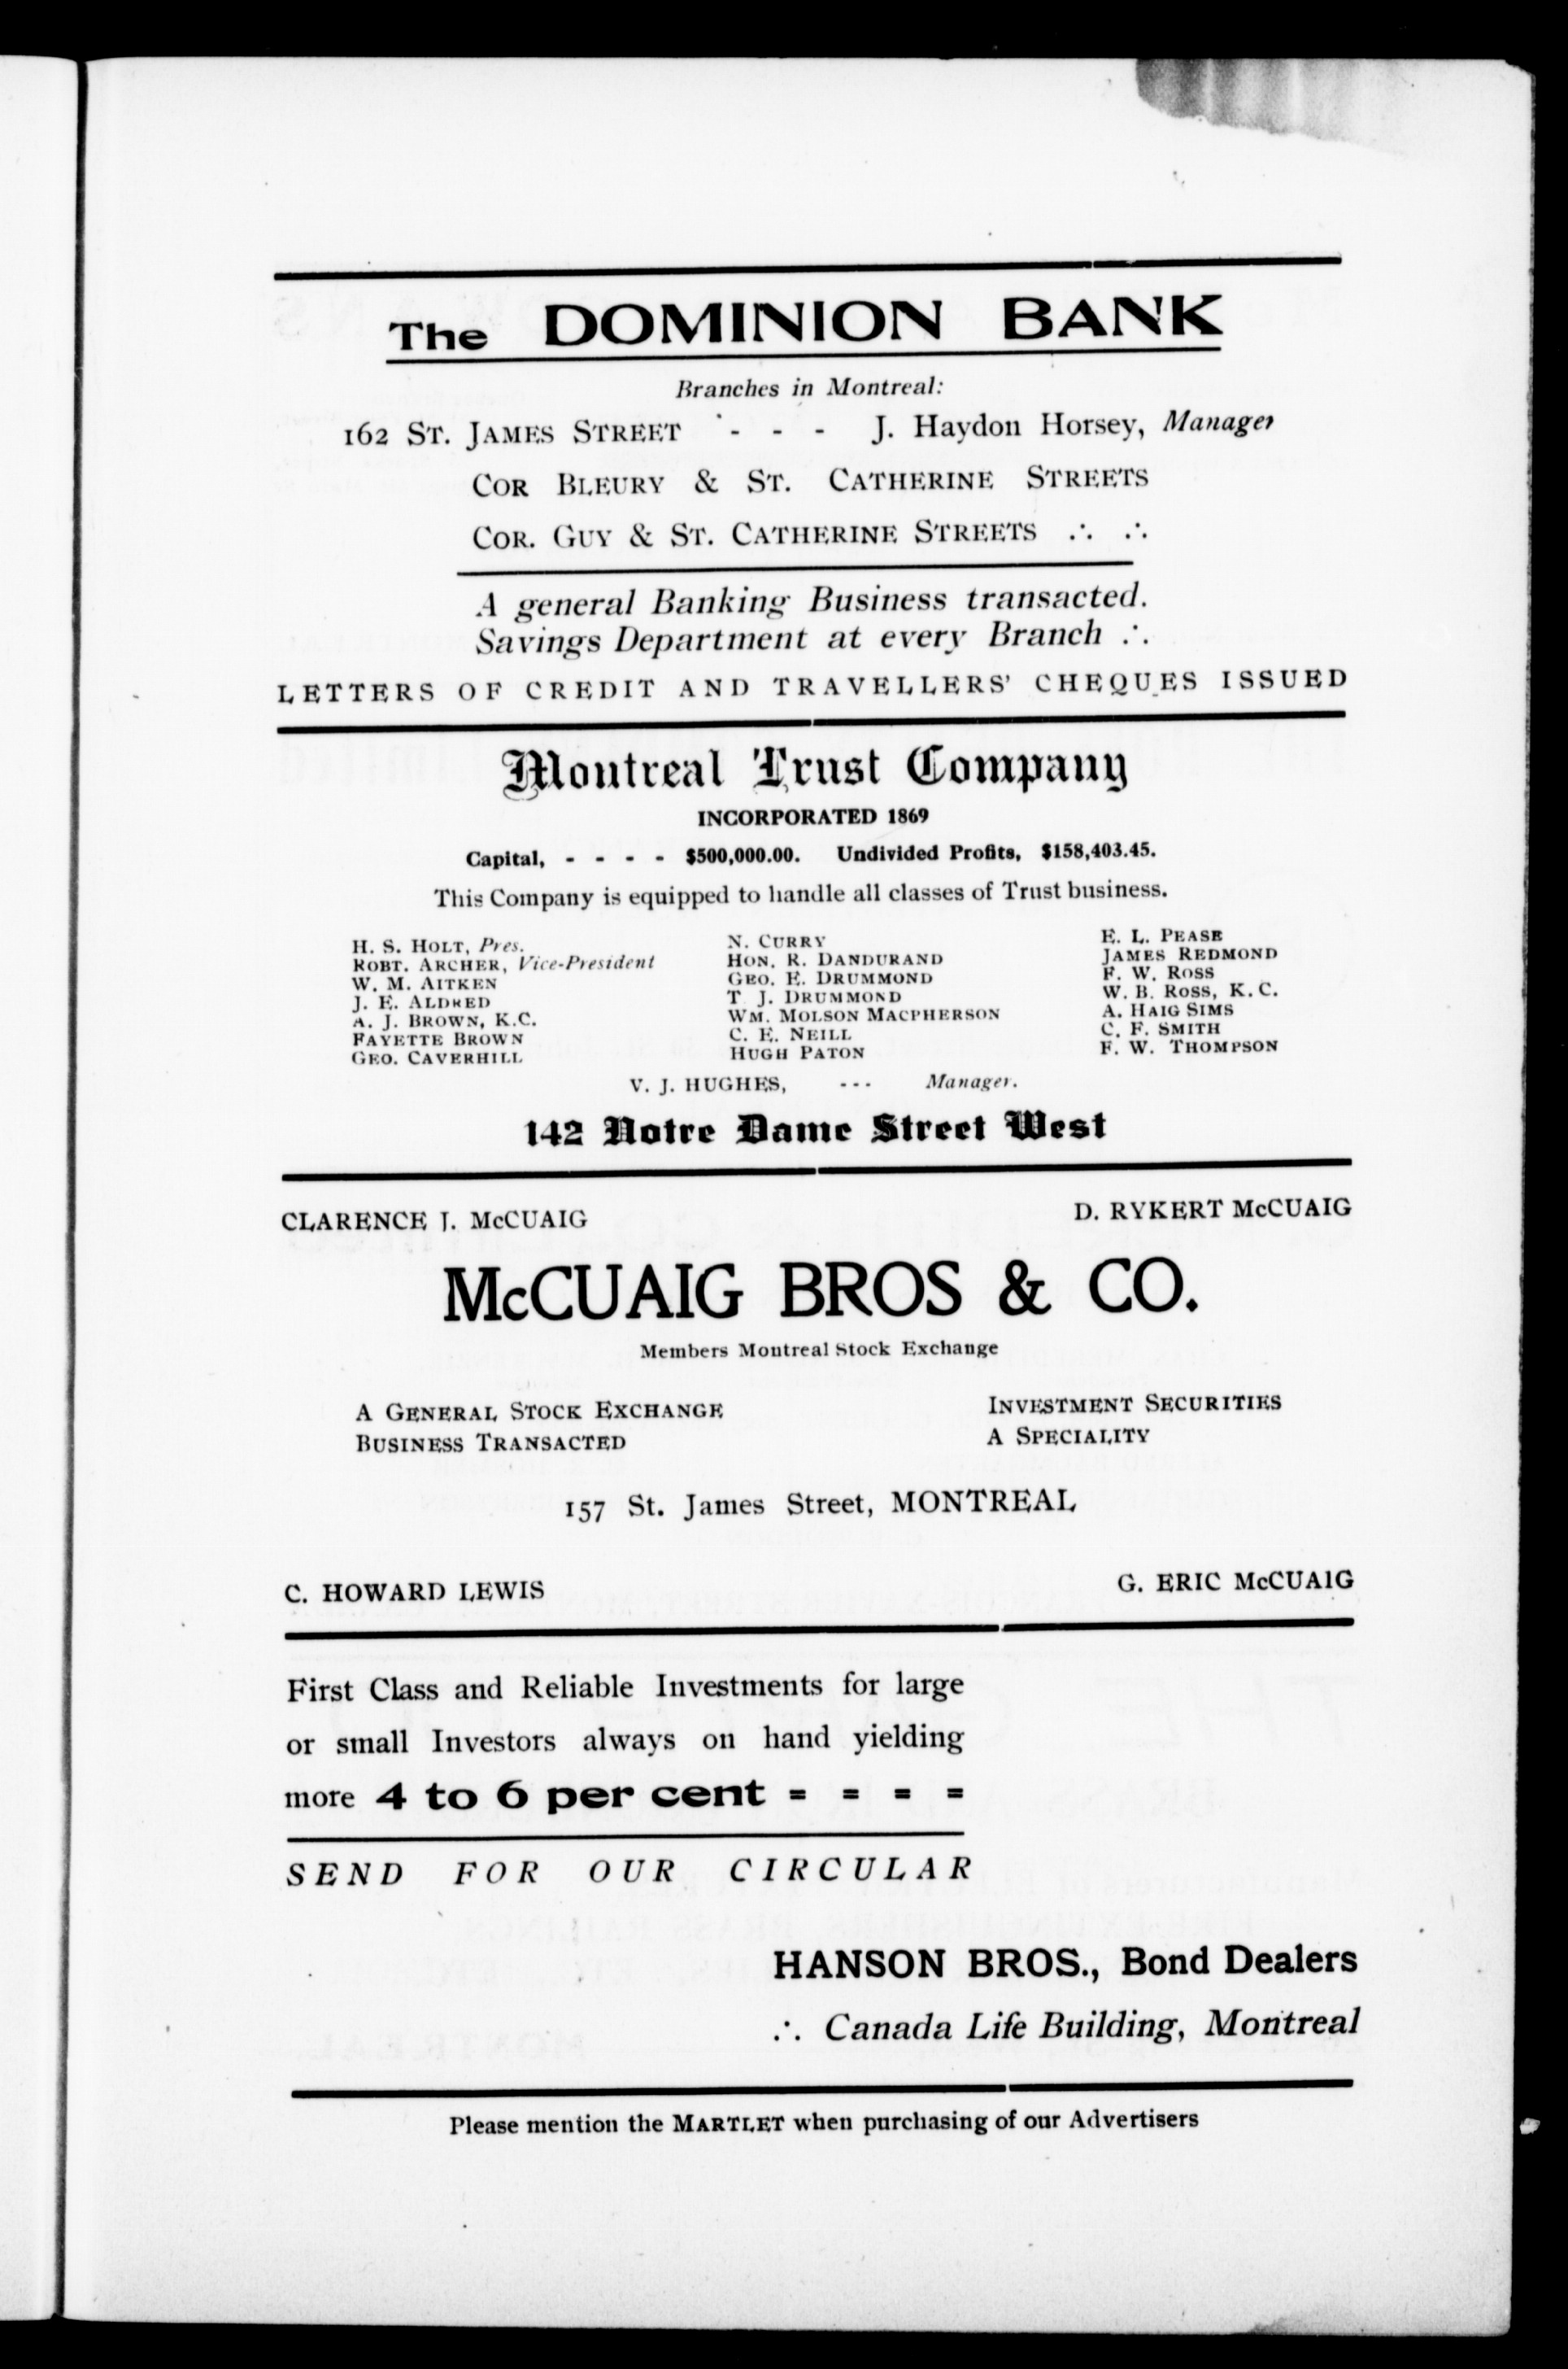 The DOMINION BANK
Branches in Montreal:
162 ST. JAMES STREET - - - J. Haydon Horsey, Manager
COR BLEURY & ST. CATHERINE STREETS
COR. GUY & ST. CATHERINE STREETS ∴ ∴
A general Banking Business transacted.
Savings Department at every Branch ∴
LETTERS OF CREDIT AND TRAVELLERS' CHEQUES ISSUED
Montreal Trust Company
INCORPORATED 1869
Capital, - - - - $500,000.00. Undivided Profits, $158,403.45.
This Company is equipped to handle all classes of Trust business.
H. S. HOLT, Pres.
ROBT. ARCHER, Vice-President
W. M. AITKEN
J. E. ALDRED
A. J. BROWN, K.C.
FAYETTE BROWN
GEO. CAVERHILL
N. CURRY
HON. R. DANDURAND
GEO. E. DRUMMOND
T J. DRUMMOND
WM. MOLSON MACPHERSON
C. E. NEILL
HUGH PATON
E. L. PEASE
JAMES REDMOND
F. W. ROSS
W. B. ROSS, K.C.
A. HAIG SIMS
C. F. SMITH
F. W. THOMPSON
V. J. HUGHES, --- Manager.
142 Notre Dame Street West
CLARENCE J. McCUAIG D. RYKERT McCUAIG
McCUAIG BROS & CO.
Members Montreal Stock Exchange
A GENERAL STOCK EXCHANGE
BUSINESS TRANSACTED
INVESTMENT SECURITIES
A SPECIALITY
157 St. James Street, MONTREAL
C. HOWARD LEWIS G. ERIC McCUAIG
First Class and Reliable Investments for large
or small Investors always on hand yielding
more 4 to 6 per cent = = = =
SEND FOR OUR CIRCULAR
HANSON BROS., Bond Dealers
∴ Canada Life Building, Montreal
Please mention the MARTLET when purchasing of our Advertisers